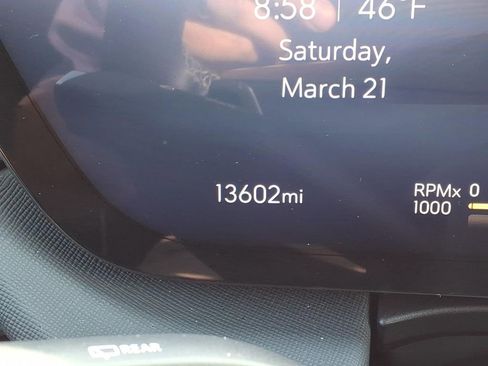 8:58 | 46°F
Saturday,
March 21
13602mi
RPMx 0
1000
REAR